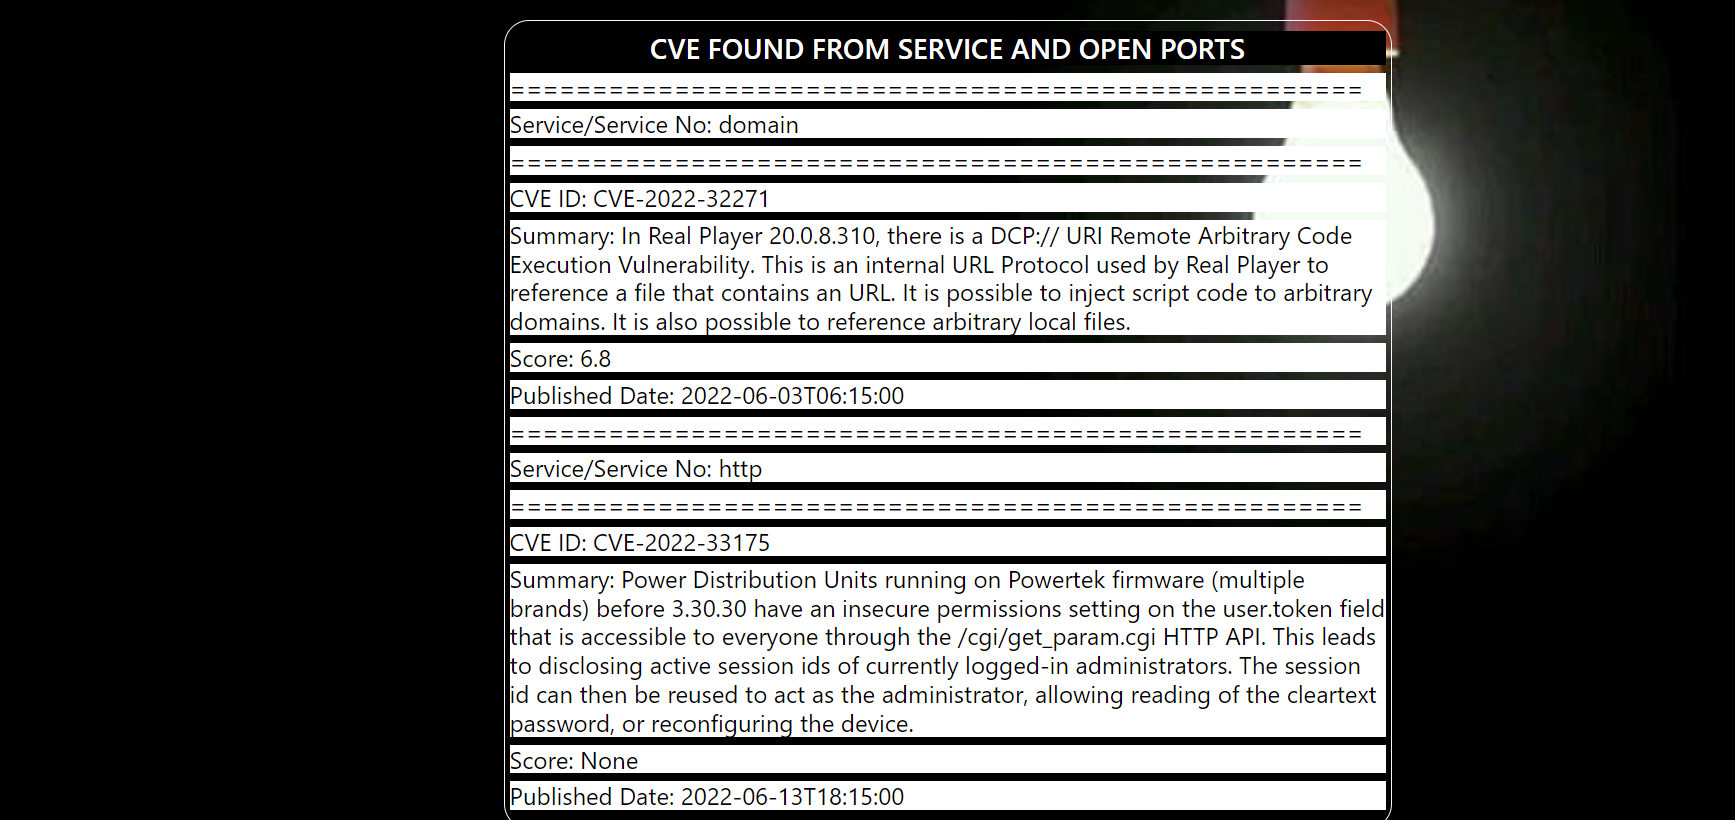 CVE FOUND FROM SERVICE AND OPEN PORTS
====================================================
Service/Service No: domain
====================================================
CVE ID: CVE-2022-32271
Summary: In Real Player 20.0.8.310, there is a DCP:// URI Remote Arbitrary Code
Execution Vulnerability. This is an internal URL Protocol used by Real Player to
reference a file that contains an URL. It is possible to inject script code to arbitrary
domains. It is also possible to reference arbitrary local files.
Score: 6.8
Published Date: 2022-06-03T06:15:00
====================================================
Service/Service No: http
====================================================
CVE ID: CVE-2022-33175
Summary: Power Distribution Units running on Powertek firmware (multiple
brands) before 3.30.30 have an insecure permissions setting on the user.token field
that is accessible to everyone through the /cgi/get_param.cgi HTTP API. This leads
to disclosing active session ids of currently logged-in administrators. The session
id can then be reused to act as the administrator, allowing reading of the cleartext
password, or reconfiguring the device.
Score: None
Published Date: 2022-06-13T18:15:00